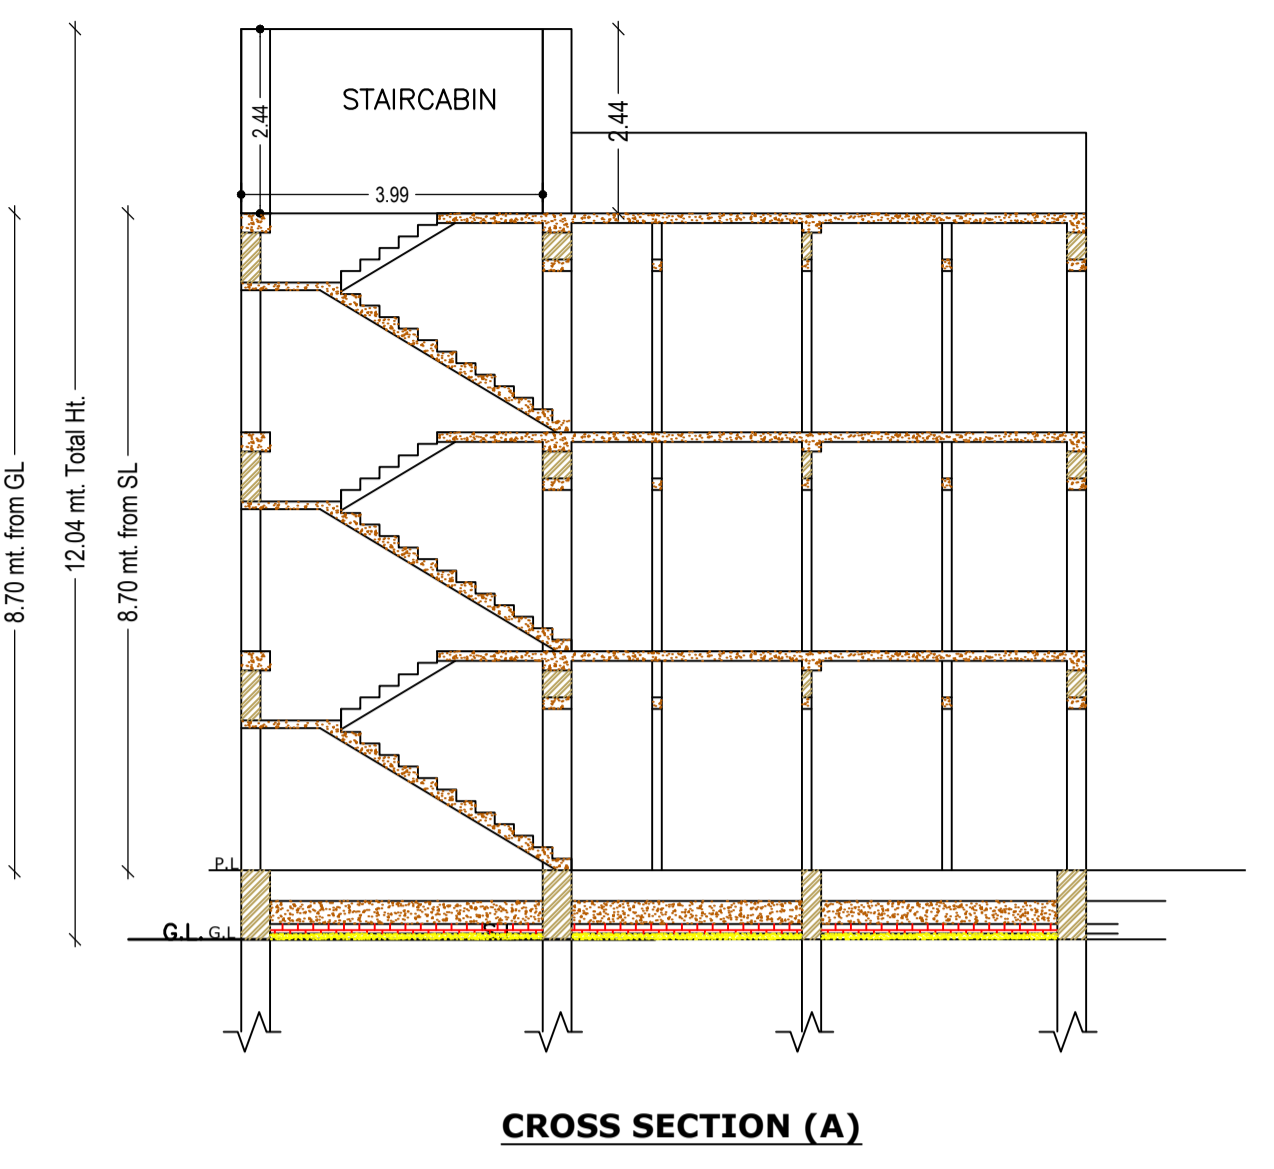 STAIRCABIN
2.44
2.44
3.99
8.70 mt. from GL
12.04 mt. Total Ht.
8.70 mt. from SL
P.L
G.L. G.L
S.L
CROSS SECTION (A)